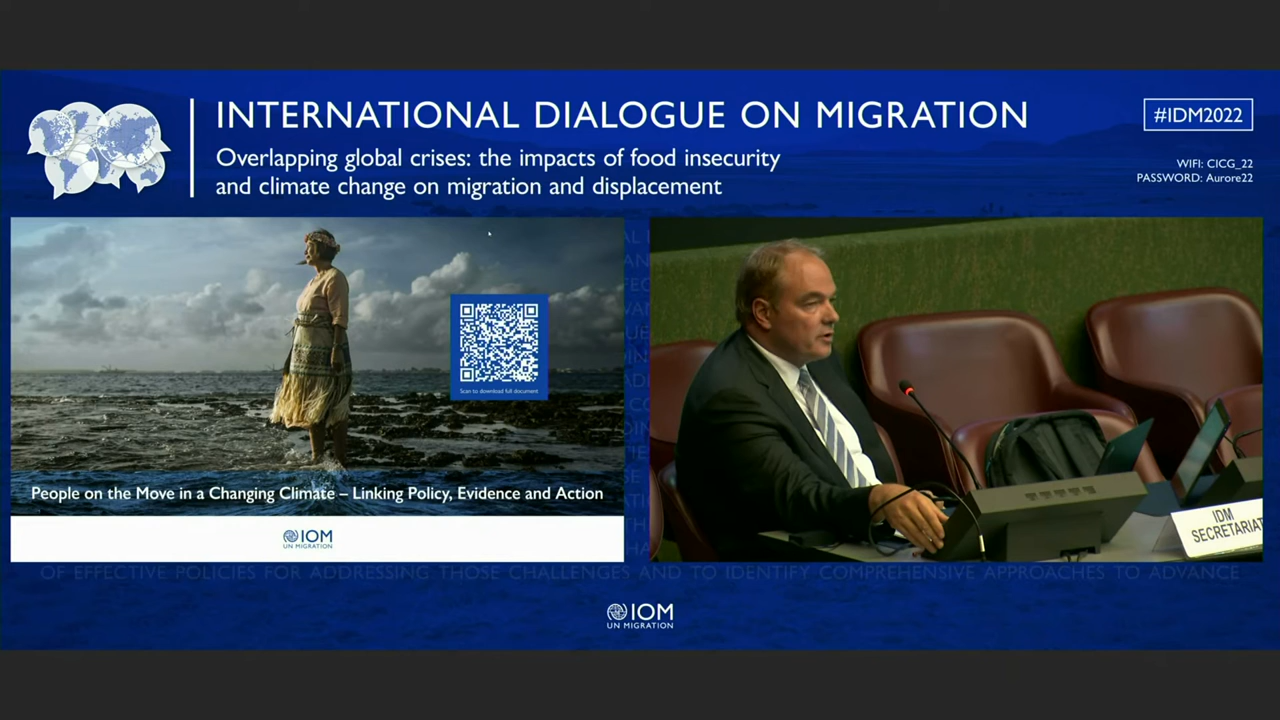 INTERNATIONAL DIALOGUE ON MIGRATION
Overlapping global crises: the impacts of food insecurity
and climate change on migration and displacement
#IDM2022
WIFI: CICG_22
PASSWORD: Aurore22
Scan to download full document
People on the Move in a Changing Climate – Linking Policy, Evidence and Action
IOM
UN MIGRATION
IDM
SECRETARIAT
OF EFFECTIVE POLICIES FOR ADDRESSING THOSE CHALLENGES AND TO IDENTIFY COMPREHENSIVE APPROACHES TO ADVANCE
IOM
UN MIGRATION